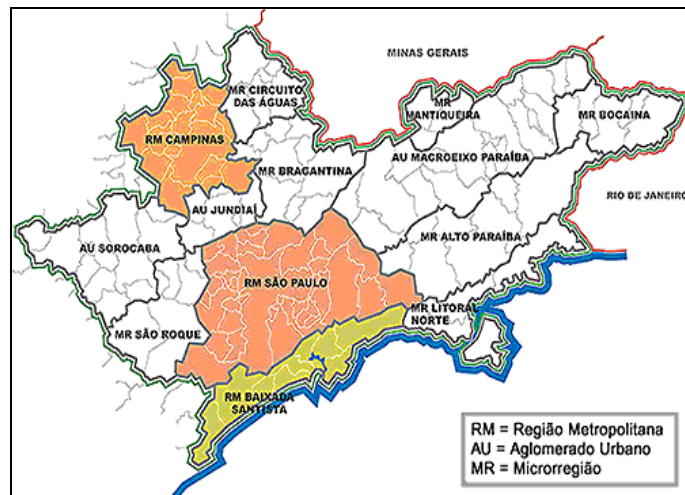 MINAS GERAIS
MR CIRCUITO
DAS ÁGUAS
MR
MANTIQUEIRA
MR BOCAINA
RM CAMPINAS
AU MACROEIXO PARAÍBA
MR BRAGANTINA
RIO DE JANEIRO
AU JUNDIAÍ
MR ALTO PARAÍBA
AU SOROCABA
RM SÃO PAULO
MR LITORAL
NORTE
MR SÃO ROQUE
RM BAIXADA
SANTISTA
RM = Região Metropolitana
AU = Aglomerado Urbano
MR = Microrregião